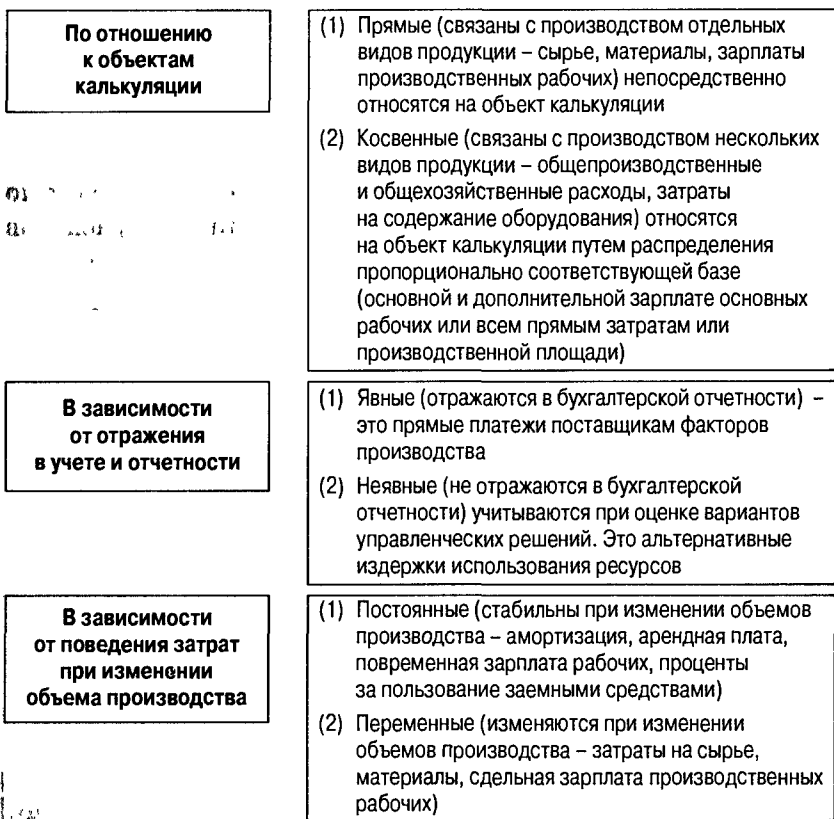 По отношению
к объектам
калькуляции
(1) Прямые (связаны с производством отдельных
видов продукции – сырье, материалы, зарплаты
производственных рабочих) непосредственно
относятся на объект калькуляции
(2) Косвенные (связаны с производством нескольких
видов продукции – общепроизводственные
и общехозяйственные расходы, затраты
на содержание оборудования) относятся
на объект калькуляции путем распределения
пропорционально соответствующей базе
(основной и дополнительной зарплате основных
рабочих или всем прямым затратам или
производственной площади)
В зависимости
от отражения
в учете и отчетности
(1) Явные (отражаются в бухгалтерской отчетности) –
это прямые платежи поставщикам факторов
производства
(2) Неявные (не отражаются в бухгалтерской
отчетности) учитываются при оценке вариантов
управленческих решений. Это альтернативные
издержки использования ресурсов
В зависимости
от поведения затрат
при изменении
объема производства
(1) Постоянные (стабильны при изменении объемов
производства – амортизация, арендная плата,
повременная зарплата рабочих, проценты
за пользование заемными средствами)
(2) Переменные (изменяются при изменении
объемов производства – затраты на сырье,
материалы, сдельная зарплата производственных
рабочих)